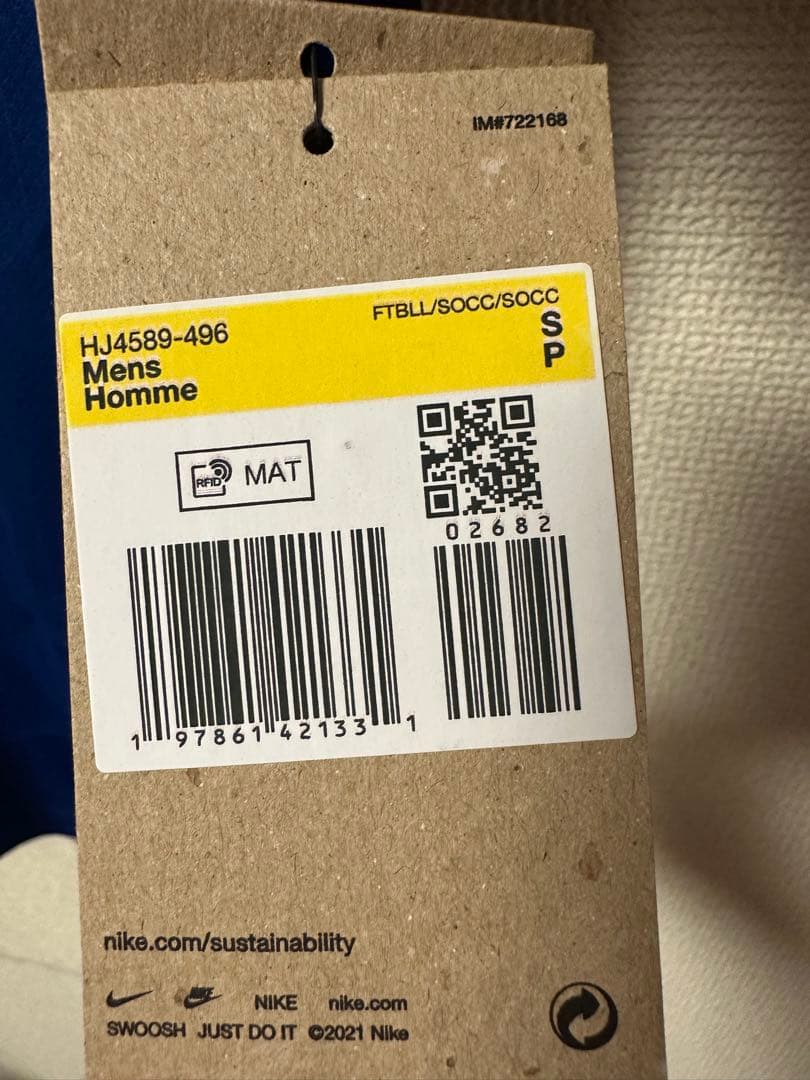 IM#722168
FTBLL/SOCC/SOCC
HJ4589-496
S
Mens
P
Homme
RFID MAT
02682
1 97861 42133 1
nike.com/sustainability
NIKE nike.com
SWOOSH JUST DO IT ©2021 Nike